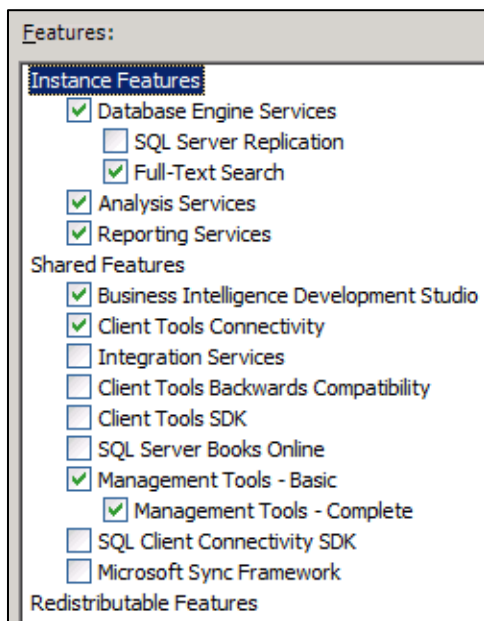 Features:
Instance Features
Database Engine Services
SQL Server Replication
Full-Text Search
Analysis Services
Reporting Services
Shared Features
Business Intelligence Development Studio
Client Tools Connectivity
Integration Services
Client Tools Backwards Compatibility
Client Tools SDK
SQL Server Books Online
Management Tools - Basic
Management Tools - Complete
SQL Client Connectivity SDK
Microsoft Sync Framework
Redistributable Features